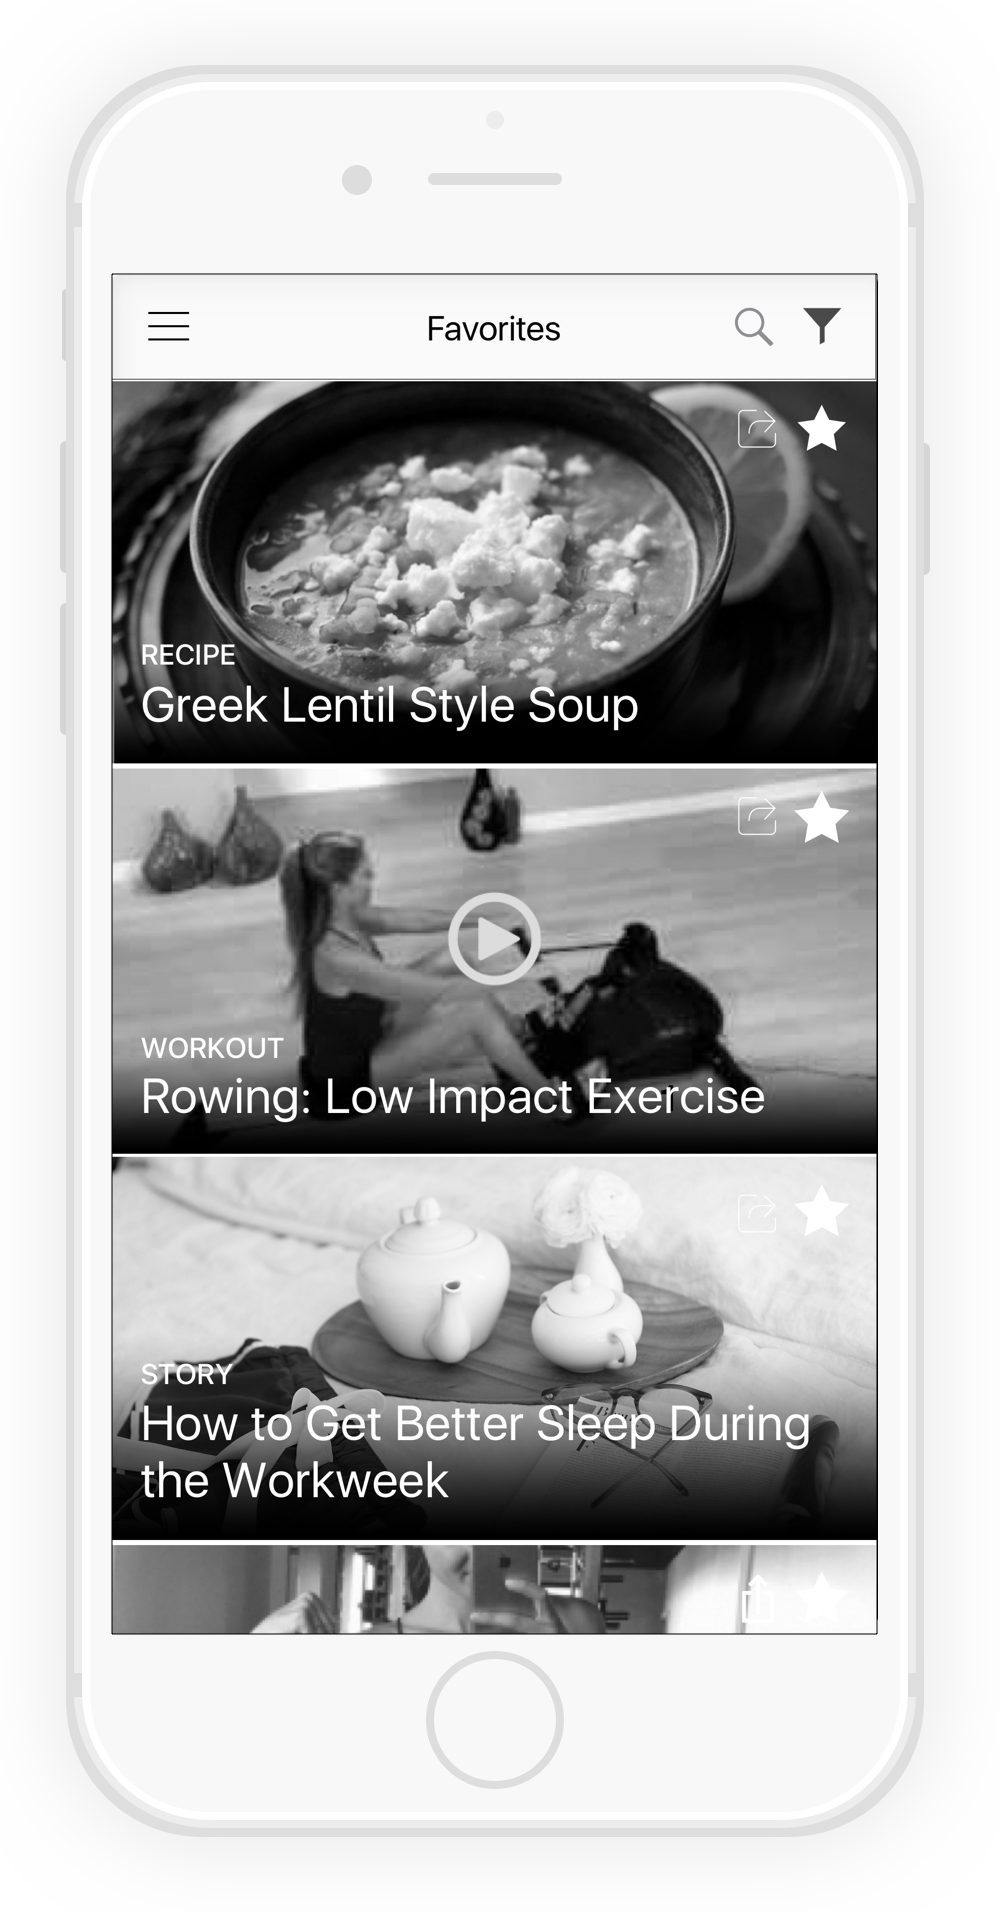 Favorites
RECIPE
Greek Lentil Style Soup
WORKOUT
Rowing: Low Impact Exercise
STORY
How to Get Better Sleep During
the Workweek